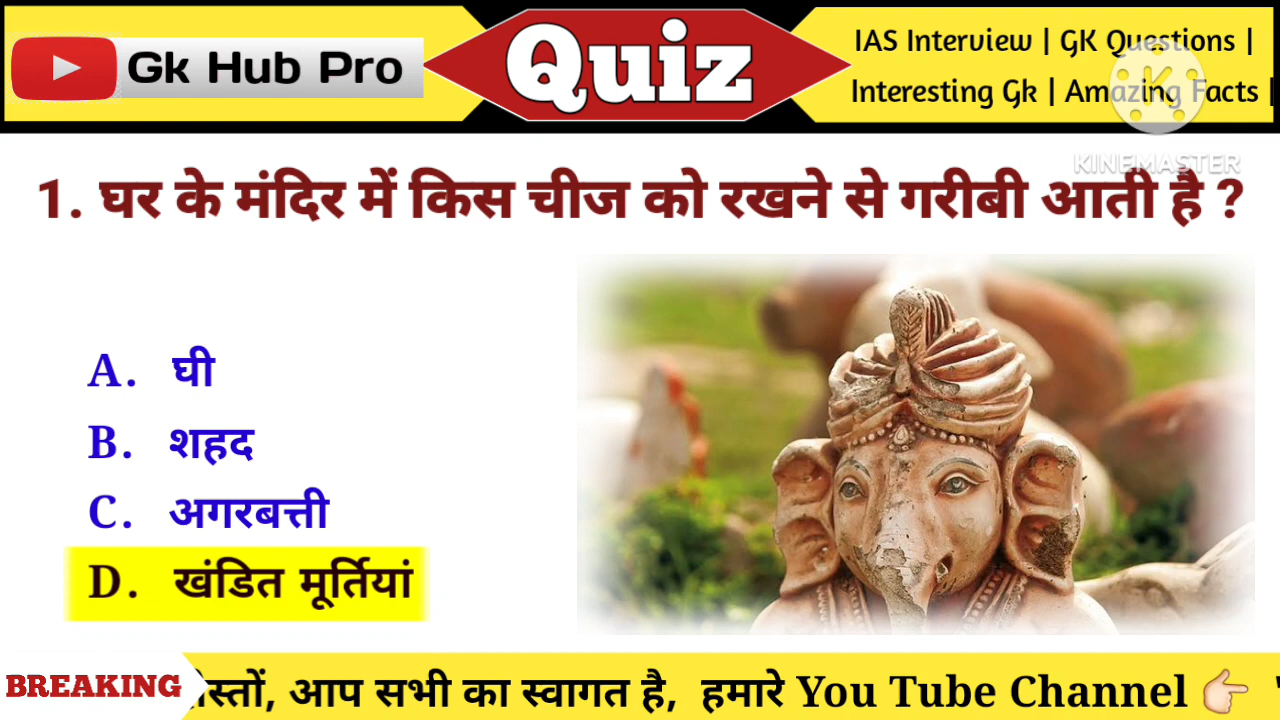 Gk Hub Pro
Quiz
IAS Interview | GK Questions |
Interesting Gk | Amazing Facts |
KINEMASTER
1. घर के मंदिर में किस चीज को रखने से गरीबी आती है ?
A. घी
B. शहद
C. अगरबत्ती
D. खंडित मूर्तियां
BREAKING
आप सभी का स्वागत है, हमारे You Tube Channel 👉